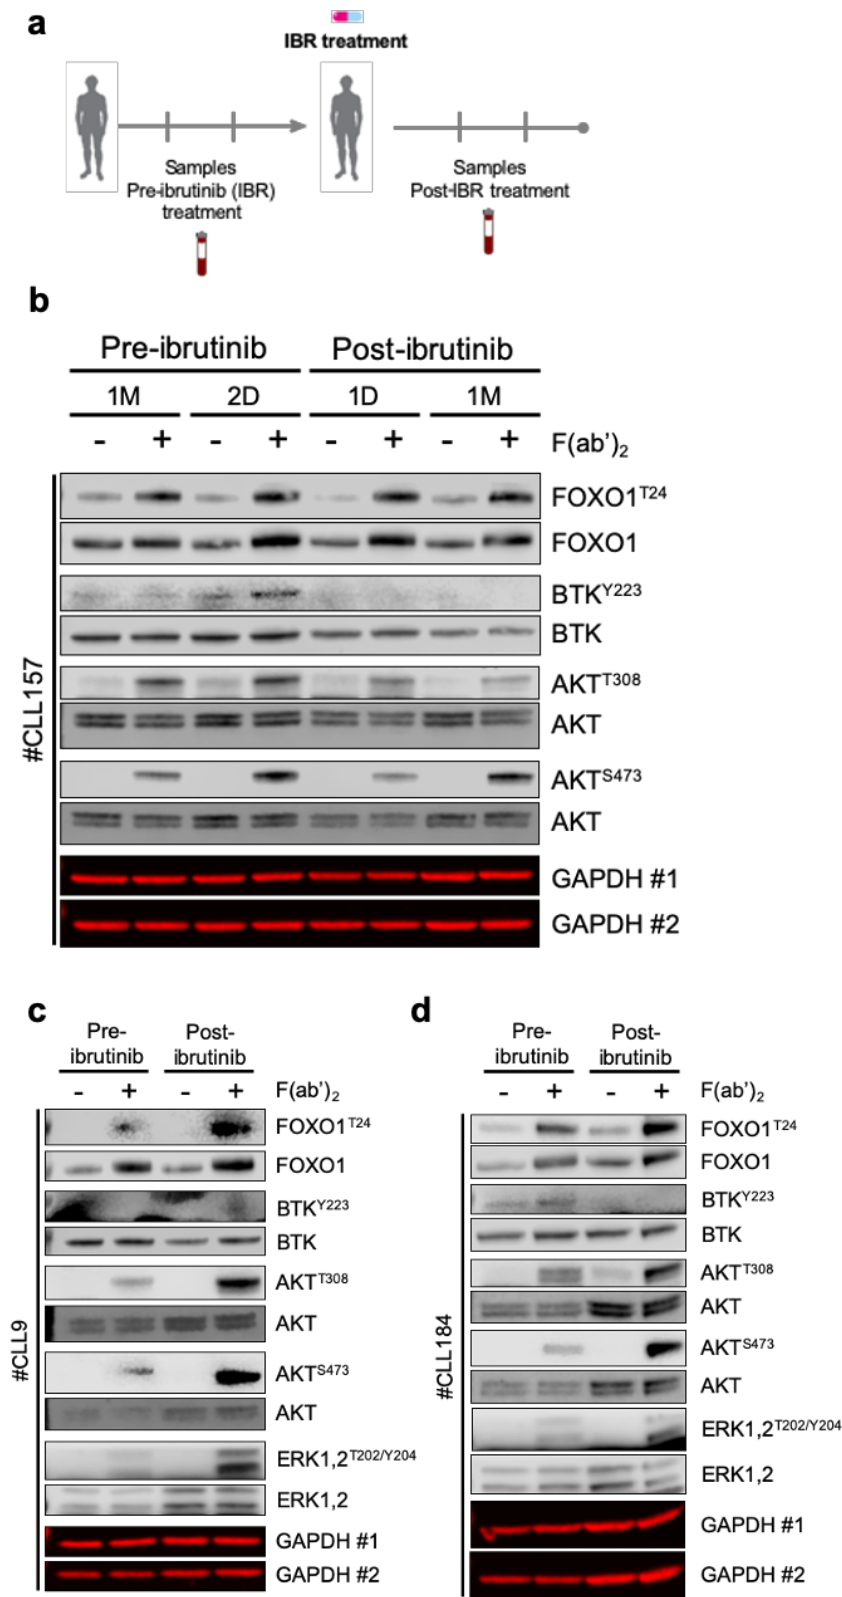 a
IBR treatment
Samples
Pre-ibrutinib (IBR)
treatment
Samples
Post-IBR treatment
b
Pre-ibrutinib Post-ibrutinib
1M 2D 1D 1M
- + - + - + - + F(ab')₂
#CLL157
FOXO1ᵀ²⁴
FOXO1
BTKY223
BTK
AKTT308
AKT
AKTS473
AKT
GAPDH #1
GAPDH #2
c
Pre-
ibrutinib
Post-
ibrutinib
- + - + F(ab')₂
#CLL9
FOXO1T24
FOXO1
BTKY223
BTK
AKTT308
AKT
AKTS473
AKT
ERK1,2T202/Y204
ERK1,2
GAPDH #1
GAPDH #2
d
Pre-
ibrutinib
Post-
ibrutinib
- + - + F(ab')₂
#CLL184
FOXO1T24
FOXO1
BTKY223
BTK
AKTT308
AKT
AKTS473
AKT
ERK1,2T202/Y204
ERK1,2
GAPDH #1
GAPDH #2